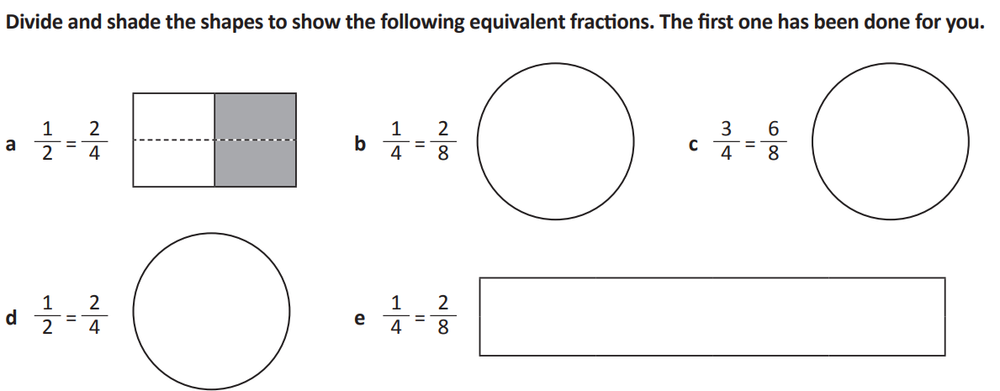 Divide and shade the shapes to show the following equivalent fractions. The first one has been done for you.
a 1/2 = 2/4
b 1/4 = 2/8
c 3/4 = 6/8
d 1/2 = 2/4
e 1/4 = 2/8